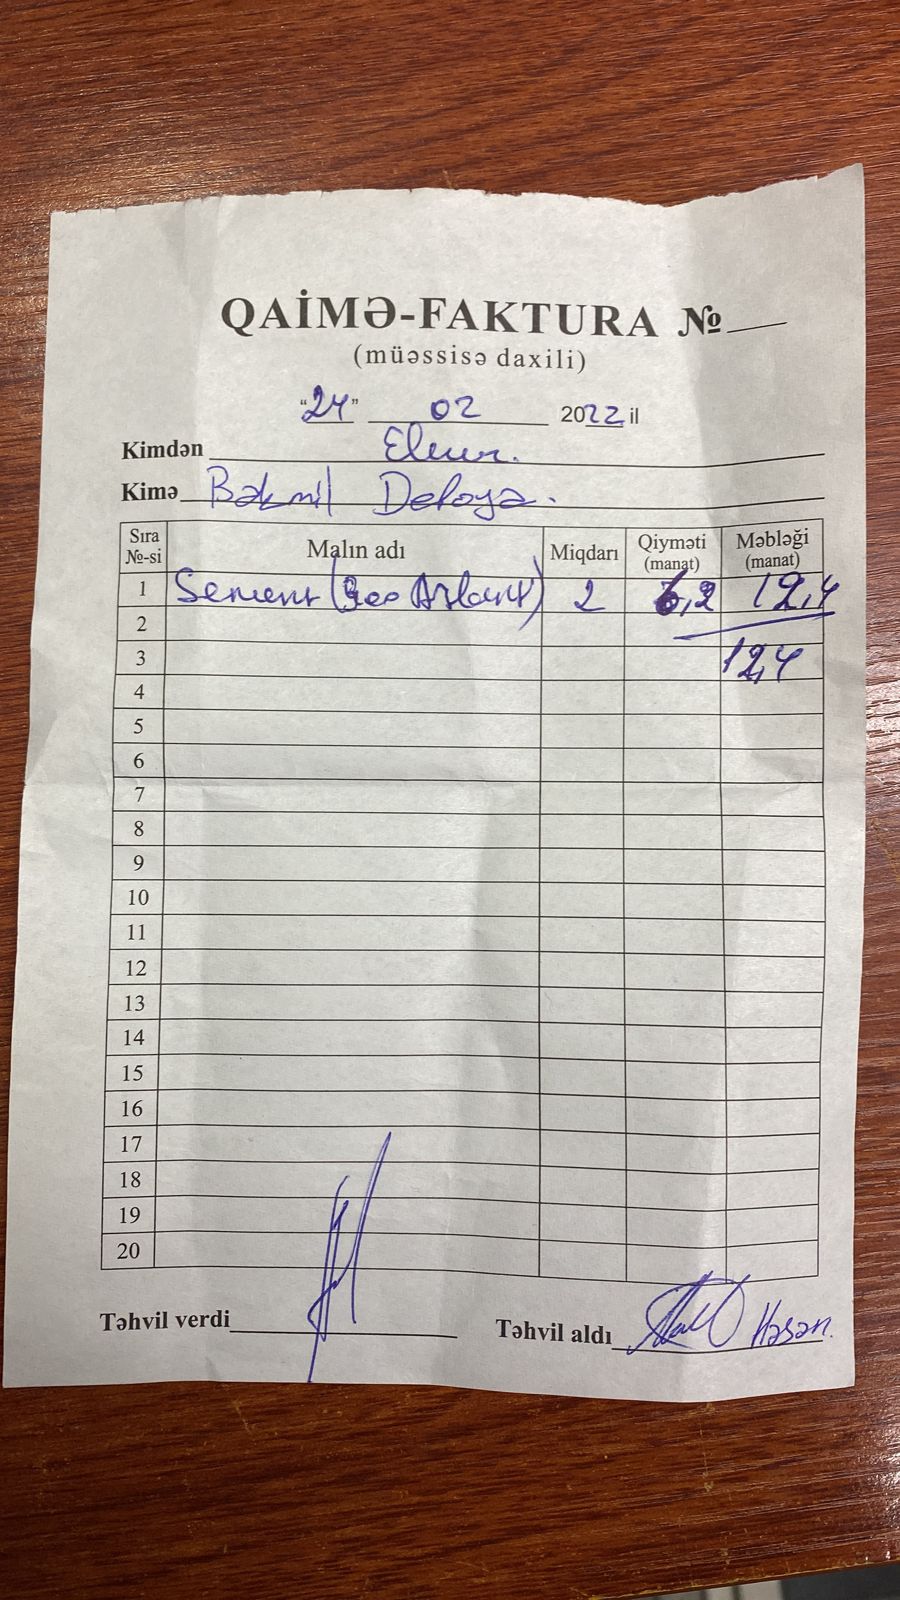 QAİMƏ-FAKTURA №
(müəssisə daxili)
"24" 02 2022 il
Kimdən Elnur.
Kimə Bəhmil Deloya.
Sıra №-si Malın adı Miqdarı Qiyməti (manat) Məbləği (manat)
1 Sement (Geo Aslant) 2 6,2 12,4
2
3 12,4
4
5
6
7
8
9
10
11
12
13
14
15
16
17
18
19
20
Təhvil verdi Təhvil aldı Həsən.